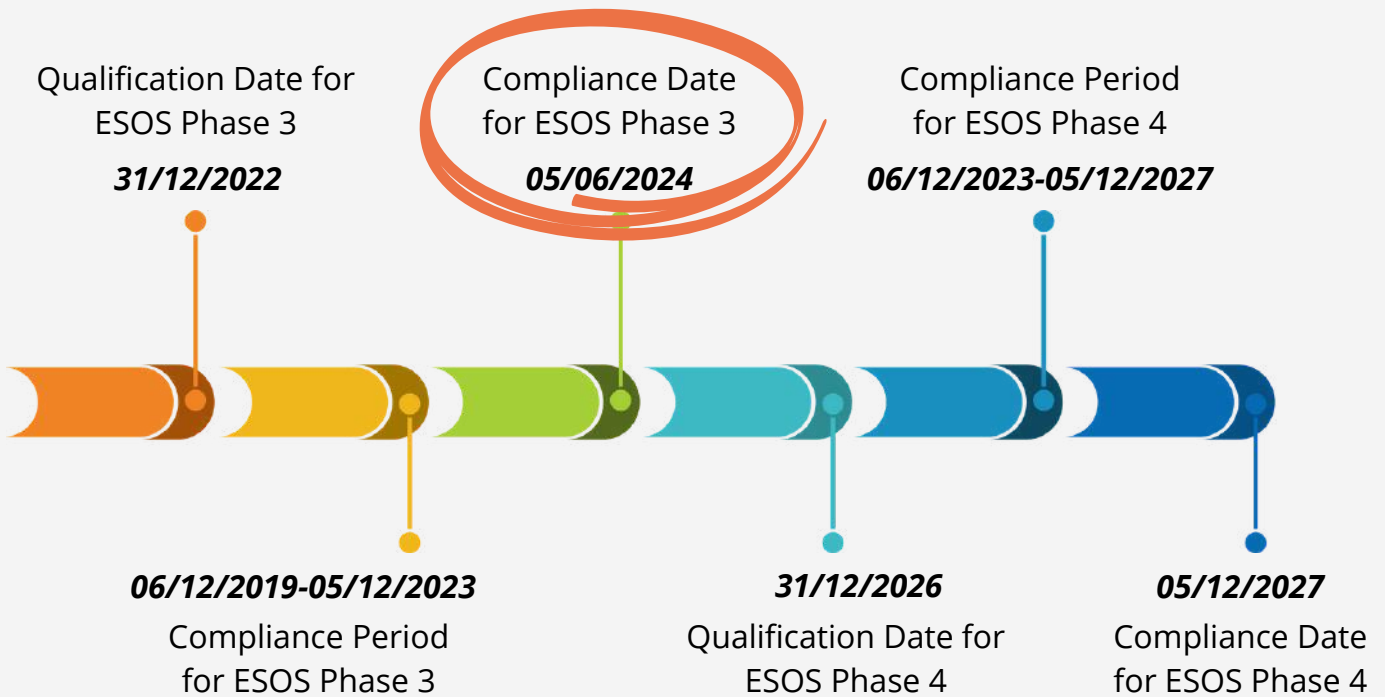 Qualification Date for
ESOS Phase 3
31/12/2022
Compliance Date
for ESOS Phase 3
05/06/2024
Compliance Period
for ESOS Phase 4
06/12/2023-05/12/2027
06/12/2019-05/12/2023
Compliance Period
for ESOS Phase 3
31/12/2026
Qualification Date for
ESOS Phase 4
05/12/2027
Compliance Date
for ESOS Phase 4